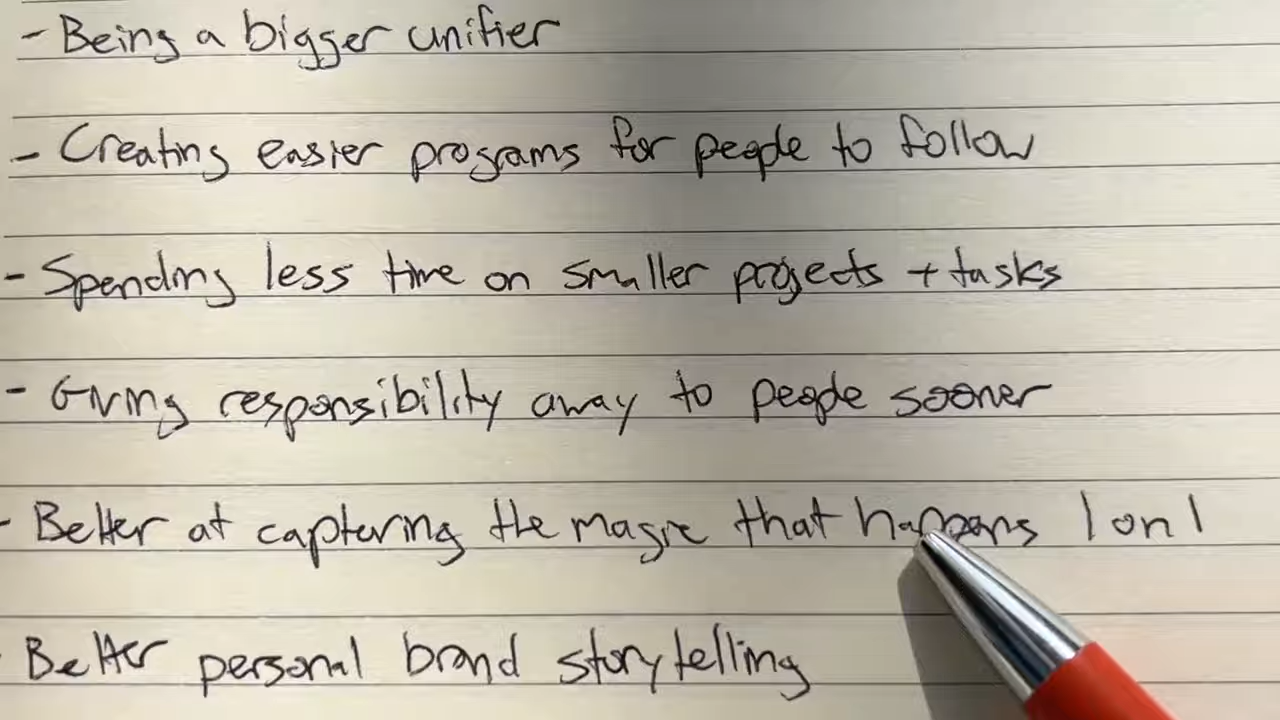 - Being a bigger unifier
- Creating easier programs for people to follow
- Spending less time on smaller projects + tasks
- Giving responsibility away to people sooner
- Better at capturing the magic that happens 1 on 1
- Better personal brand storytelling